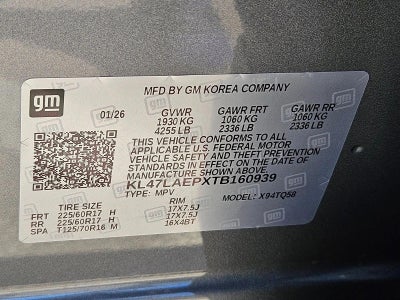 gm
MFD BY GM KOREA COMPANY
01/26 GVWR GAWR FRT GAWR RR
1930 KG 1060 KG 1060 KG
4255 LB 2336 LB 2336 LB
THIS VEHICLE CONFORMS TO ALL
APPLICABLE U.S. FEDERAL MOTOR
VEHICLE SAFETY STANDARDS
IN EFFECT ON THE DATE OF
MANUFACTURE SHOWN ABOVE.
KL47LAEPXTB160939
TYPE: MPV MODEL: X94TQ58
TIRE SIZE RIM
FRT 225/60R17 H 17X7.5J
RR 225/60R17 H 17X7.5J
SPA T125/70R16 M 16X4BT